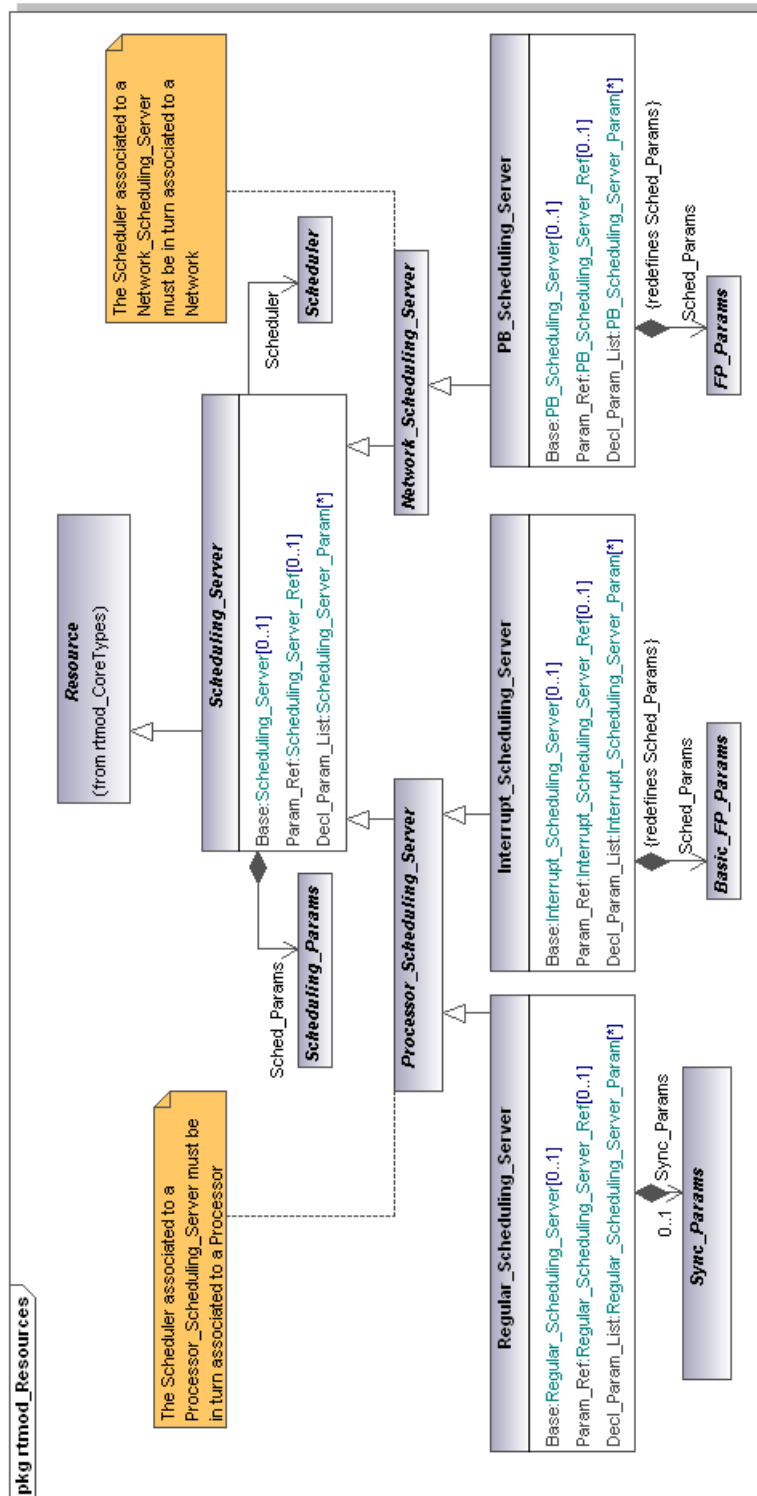 pkg rtmod_Resources
Resource
(from rtmod_CoreTypes)
The Scheduler associated to a
Network_Scheduling_Server
must be in turn associated to a
Network
The Scheduler associated to a
Processor_Scheduling_Server must be
in turn associated to a Processor
Scheduling_Server
Base:Scheduling_Server[0..1]
Param_Ref:Scheduling_Server_Ref[0..1]
Decl_Param_List:Scheduling_Server_Param[*]
Sched_Params
Scheduling_Params
Scheduler
Scheduler
Processor_Scheduling_Server
Network_Scheduling_Server
Regular_Scheduling_Server
Base:Regular_Scheduling_Server[0..1]
Param_Ref:Regular_Scheduling_Server_Ref[0..1]
Decl_Param_List:Regular_Scheduling_Server_Param[*]
Interrupt_Scheduling_Server
Base:Interrupt_Scheduling_Server[0..1]
Param_Ref:Interrupt_Scheduling_Server_Ref[0..1]
Decl_Param_List:Interrupt_Scheduling_Server_Param[*]
PB_Scheduling_Server
Base:PB_Scheduling_Server[0..1]
Param_Ref:PB_Scheduling_Server_Ref[0..1]
Decl_Param_List:PB_Scheduling_Server_Param[*]
0..1
Sync_Params
Sync_Params
{redefines Sched_Params}
Sched_Params
Basic_FP_Params
{redefines Sched_Params}
Sched_Params
FP_Params